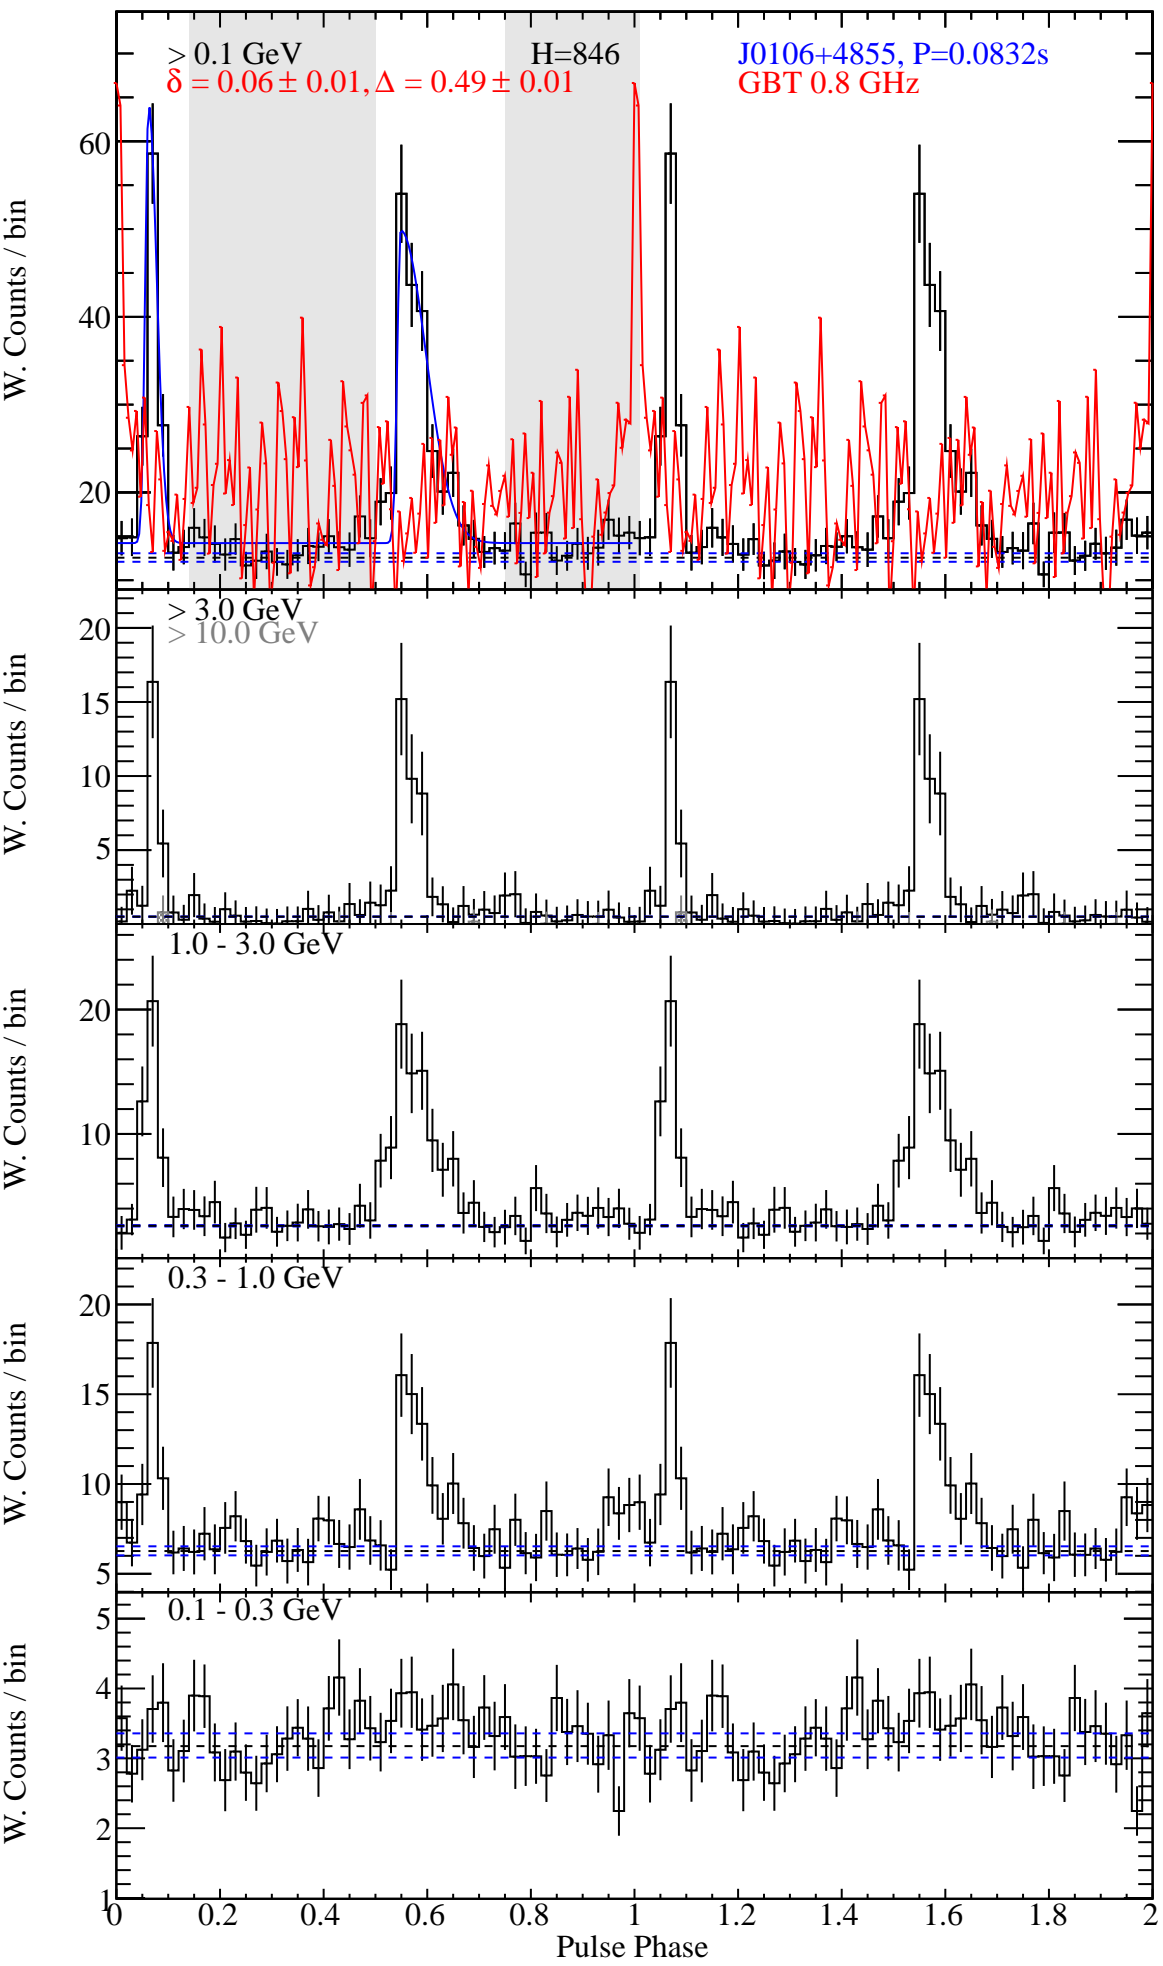 > 0.1 GeV
H=846
J0106+4855, P=0.0832s
δ = 0.06 ± 0.01, Δ = 0.49 ± 0.01
GBT 0.8 GHz
60
40
20
W. Counts / bin
> 3.0 GeV
> 10.0 GeV
20
15
10
5
W. Counts / bin
1.0 - 3.0 GeV
20
10
W. Counts / bin
0.3 - 1.0 GeV
20
15
10
5
W. Counts / bin
0.1 - 0.3 GeV
5
4
3
2
1
W. Counts / bin
0 0.2 0.4 0.6 0.8 1 1.2 1.4 1.6 1.8 2
Pulse Phase